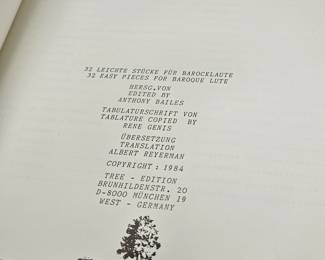 32 LEICHTE STÜCKE FÜR BAROCKLAUTE
32 EASY PIECES FOR BAROQUE LUTE
HERSG.VON
EDITED BY
ANTHONY BAILES
TABULATURSCHRIFT VON
TABLATURE COPIED BY
RENE GENIS
ÜBERSETZUNG
TRANSLATION
ALBERT REYERMAN
COPYRIGHT: 1984
TREE - EDITION
BRUNHILDENSTR. 20
D-8000 MÜNCHEN 19
WEST - GERMANY